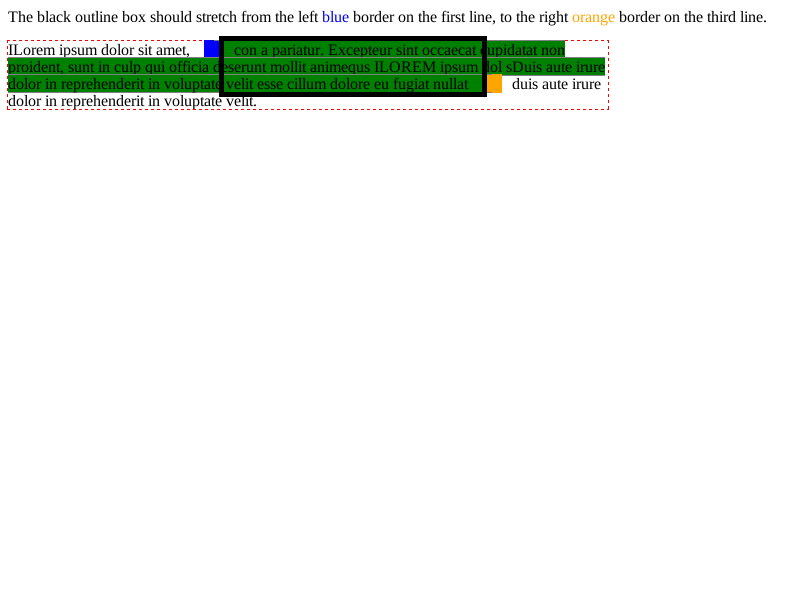 The black outline box should stretch from the left blue border on the first line, to the right orange border on the third line.
ILorem ipsum dolor sit amet, con a pariatur. Excepteur sint occaecat cupidatat non
proident, sunt in culp qui officia deserunt mollit animequs ILOREM ipsum dol sDuis aute irure
dolor in reprehenderit in voluptate velit esse cillum dolore eu fugiat nullat duis aute irure
dolor in reprehenderit in voluptate velit.